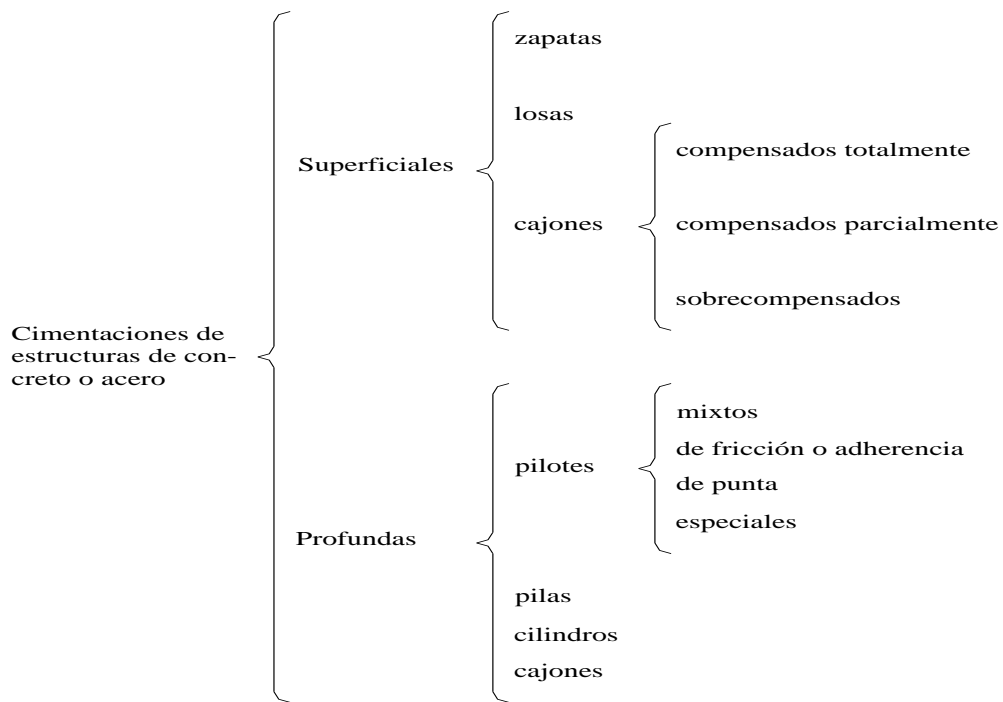 Cimentaciones de
estructuras de con-
creto o acero
Superficiales
zapatas
losas
cajones
compensados totalmente
compensados parcialmente
sobrecompensados
Profundas
pilotes
mixtos
de fricción o adherencia
de punta
especiales
pilas
cilindros
cajones